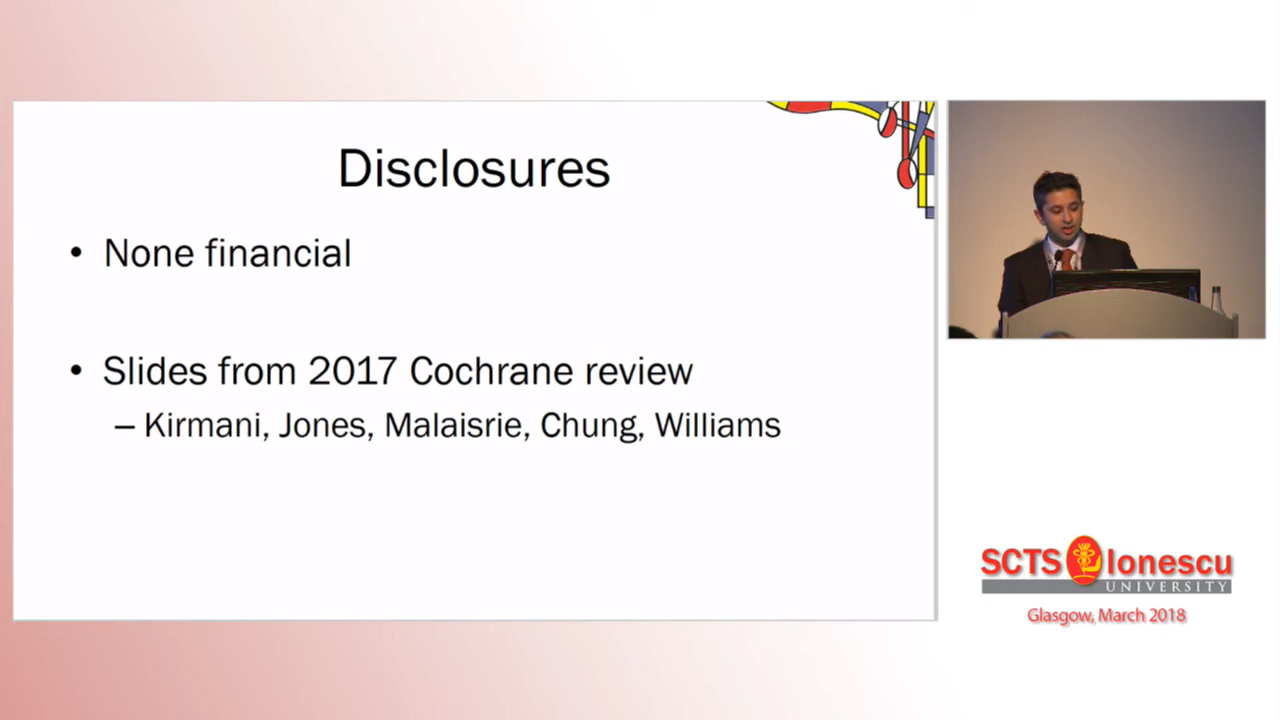 Disclosures
• None financial
• Slides from 2017 Cochrane review
– Kirmani, Jones, Malaisrie, Chung, Williams
SCTS Ionescu
UNIVERSITY
Glasgow, March 2018